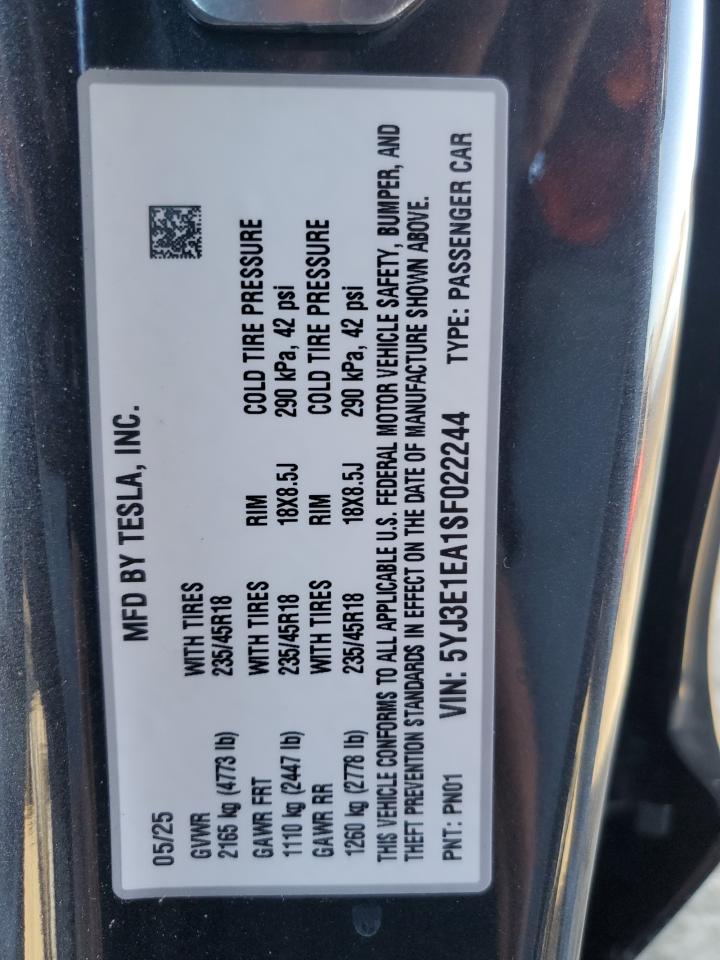 MFD BY TESLA, INC.
05/25
GVWR WITH TIRES
2165 kg (4773 lb) 235/45R18
GAWR FRT WITH TIRES RIM COLD TIRE PRESSURE
1110 kg (2447 lb) 235/45R18 18X8.5J 290 kPa, 42 psi
GAWR RR WITH TIRES RIM COLD TIRE PRESSURE
1260 kg (2778 lb) 235/45R18 18X8.5J 290 kPa, 42 psi
THIS VEHICLE CONFORMS TO ALL APPLICABLE U.S. FEDERAL MOTOR VEHICLE SAFETY, BUMPER, AND
THEFT PREVENTION STANDARDS IN EFFECT ON THE DATE OF MANUFACTURE SHOWN ABOVE.
PNT: PN01 VIN: 5YJ3E1EA1SF022244 TYPE: PASSENGER CAR